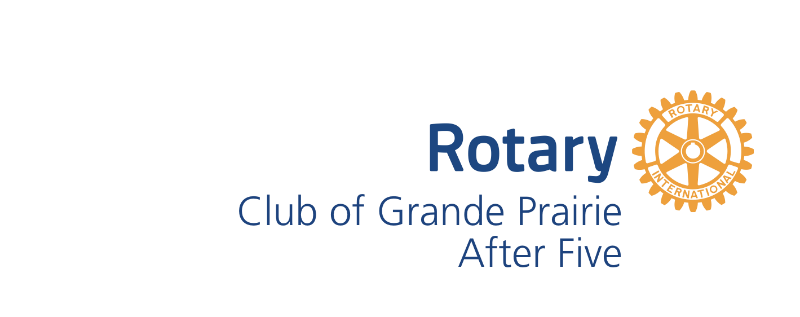 Rotary
Club of Grande Prairie
After Five
ROTARY
INTERNATIONAL